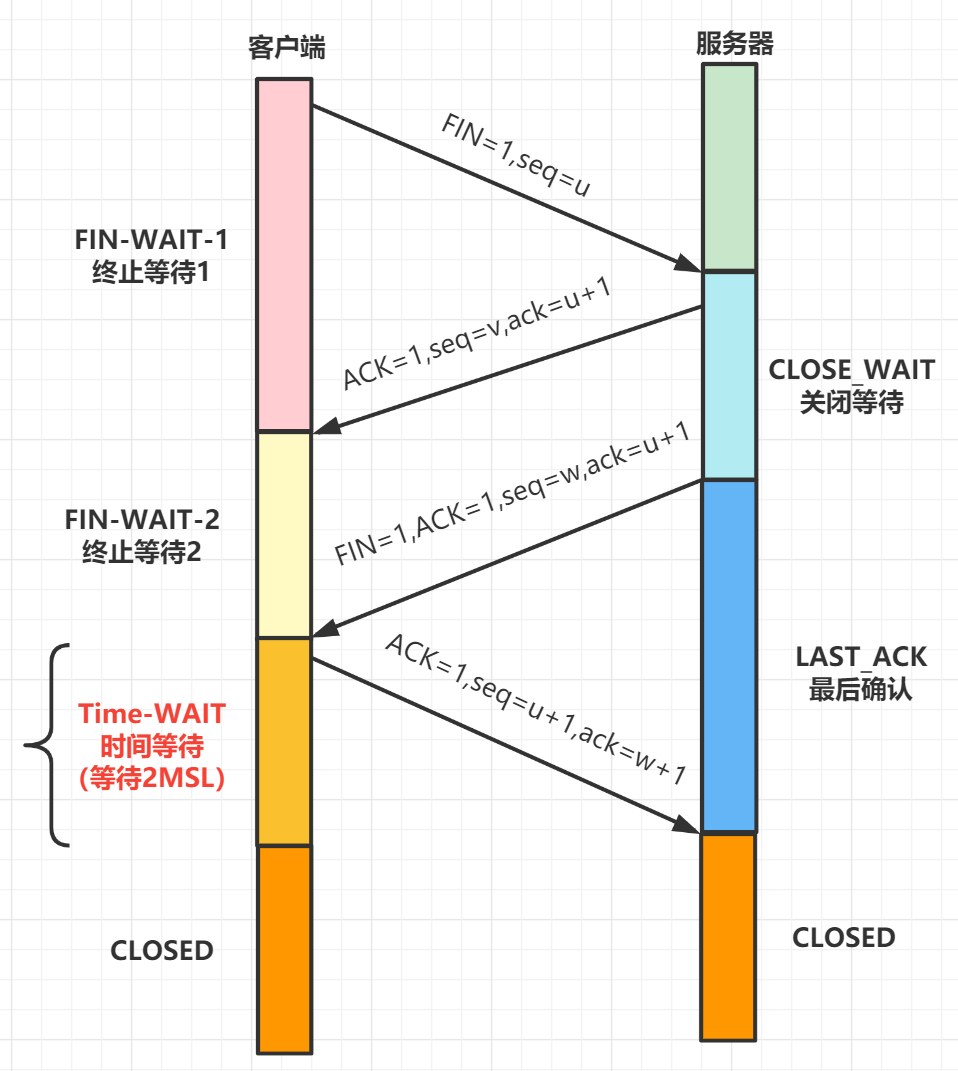 客户端
服务器
FIN=1,seq=u
FIN-WAIT-1
终止等待1
ACK=1,seq=v,ack=u+1
CLOSE_WAIT
关闭等待
FIN=1,ACK=1,seq=w,ack=u+1
FIN-WAIT-2
终止等待2
ACK=1,seq=u+1,ack=w+1
LAST_ACK
最后确认
Time-WAIT
时间等待
(等待2MSL)
CLOSED
CLOSED